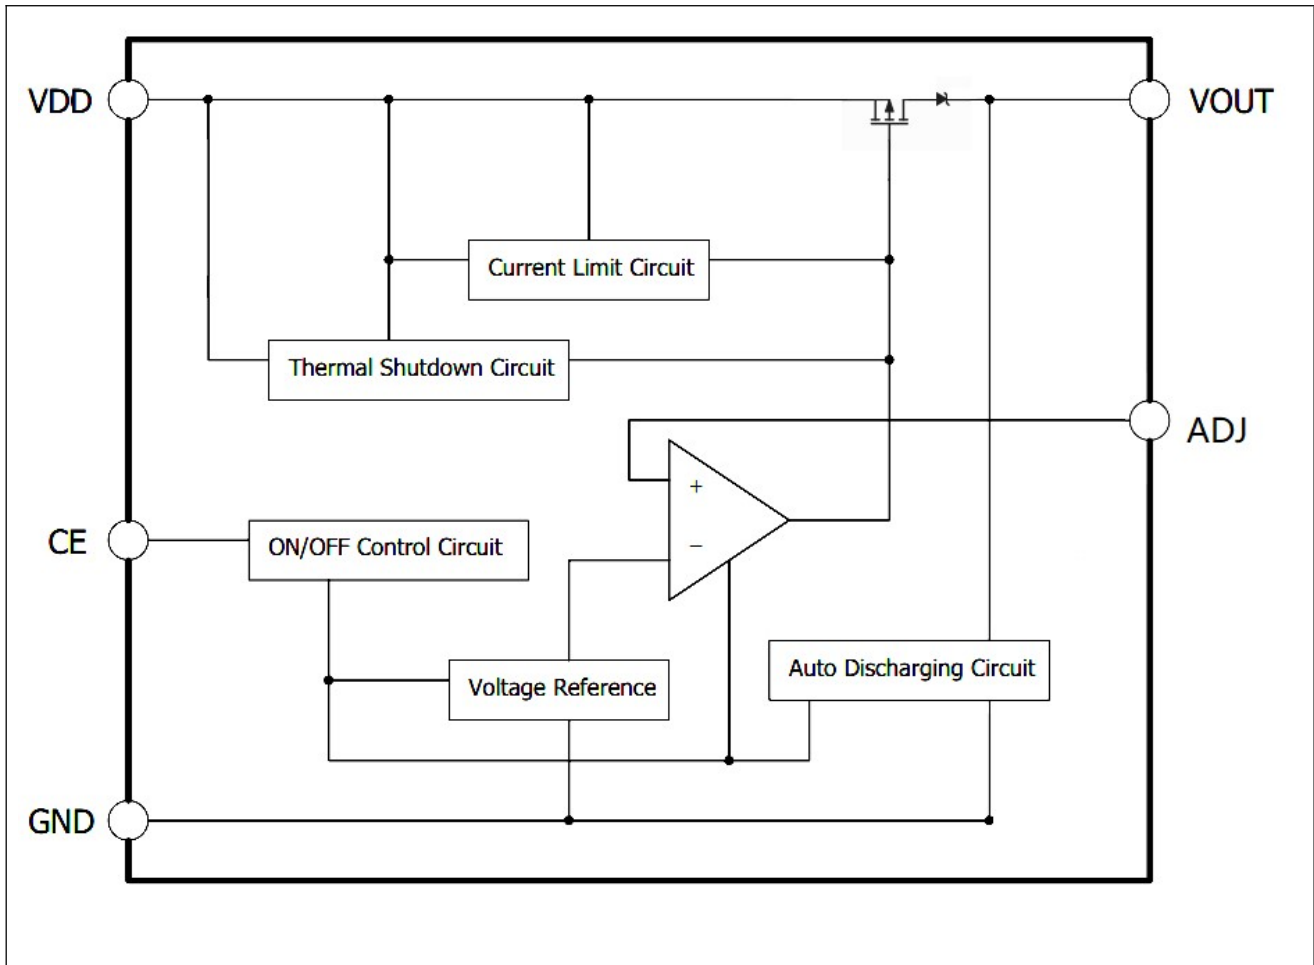 VDD
VOUT
Current Limit Circuit
Thermal Shutdown Circuit
ADJ
+
−
CE
ON/OFF Control Circuit
Auto Discharging Circuit
Voltage Reference
GND